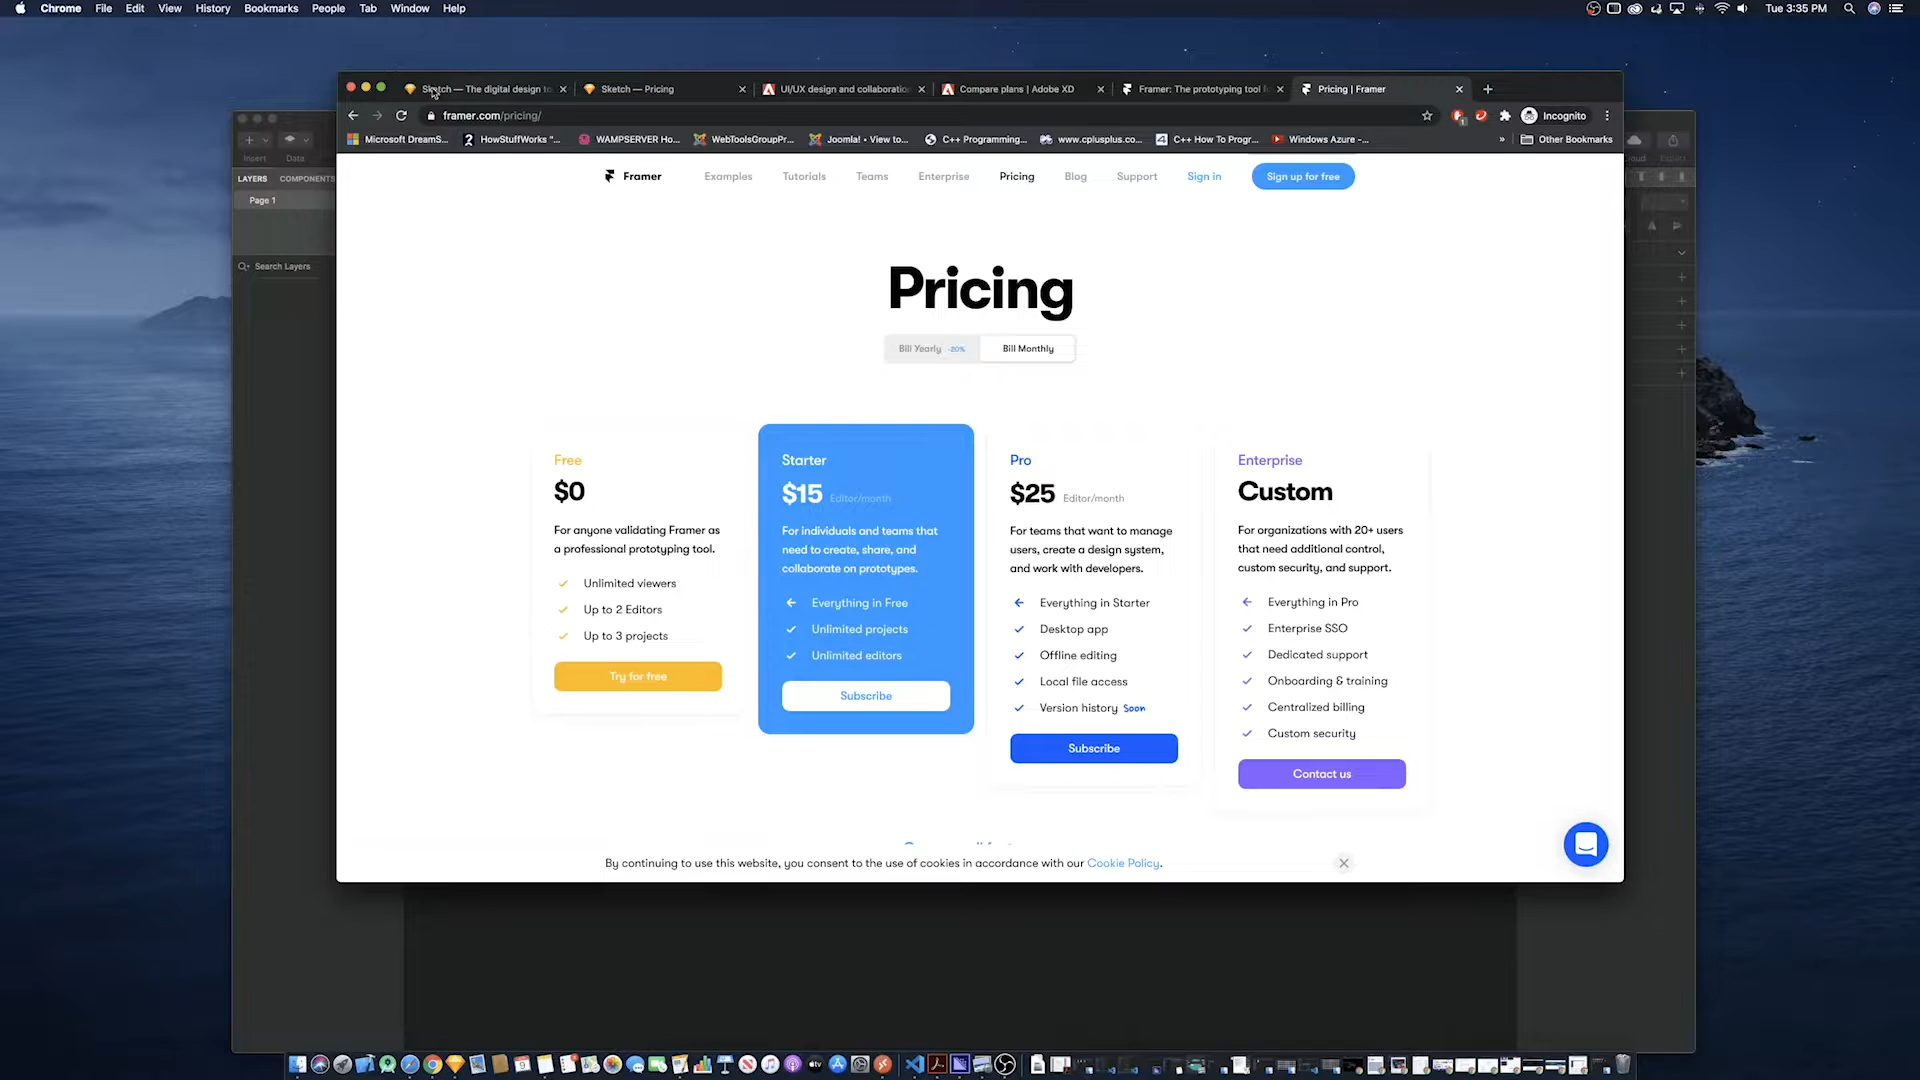 Chrome File Edit View History Bookmarks People Tab Window Help
Tue 3:35 PM
Sketch — The digital design to
Sketch — Pricing
UI/UX design and collaboration
Compare plans | Adobe XD
Framer: The prototyping tool f
Pricing | Framer
framer.com/pricing/
Incognito
Microsoft DreamS...
HowStuffWorks "...
WAMPSERVER Ho...
WebToolsGroupPr...
Joomla! • View to...
C++ Programming...
www.cplusplus.co...
C++ How To Progr...
Windows Azure -...
»
Other Bookmarks
Insert
Data
LAYERS
COMPONENTS
Page 1
Search Layers
Framer
Examples
Tutorials
Teams
Enterprise
Pricing
Blog
Support
Sign in
Sign up for free
Pricing
Bill Yearly -20%
Bill Monthly
Free
$0
For anyone validating Framer as
a professional prototyping tool.
Unlimited viewers
Up to 2 Editors
Up to 3 projects
Try for free
Starter
$15 Editor/month
For individuals and teams that
need to create, share, and
collaborate on prototypes.
Everything in Free
Unlimited projects
Unlimited editors
Subscribe
Pro
$25 Editor/month
For teams that want to manage
users, create a design system,
and work with developers.
Everything in Starter
Desktop app
Offline editing
Local file access
Version history Soon
Subscribe
Enterprise
Custom
For organizations with 20+ users
that need additional control,
custom security, and support.
Everything in Pro
Enterprise SSO
Dedicated support
Onboarding & training
Centralized billing
Custom security
Contact us
By continuing to use this website, you consent to the use of cookies in accordance with our Cookie Policy.